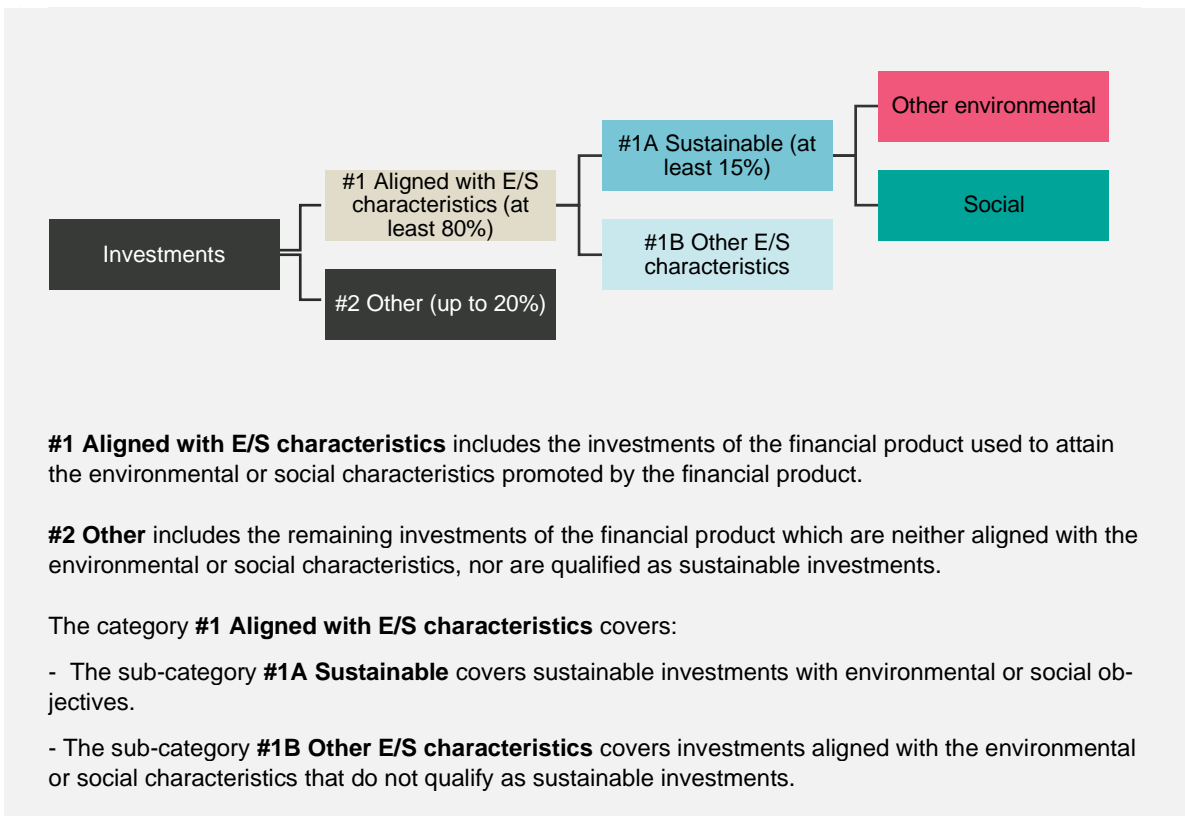 Other environmental
#1A Sustainable (at
least 15%)
#1 Aligned with E/S
characteristics (at
least 80%)
Social
Investments
#1B Other E/S
characteristics
#2 Other (up to 20%)
#1 Aligned with E/S characteristics includes the investments of the financial product used to attain
the environmental or social characteristics promoted by the financial product.
#2 Other includes the remaining investments of the financial product which are neither aligned with the
environmental or social characteristics, nor are qualified as sustainable investments.
The category #1 Aligned with E/S characteristics covers:
- The sub-category #1A Sustainable covers sustainable investments with environmental or social ob-
jectives.
- The sub-category #1B Other E/S characteristics covers investments aligned with the environmental
or social characteristics that do not qualify as sustainable investments.